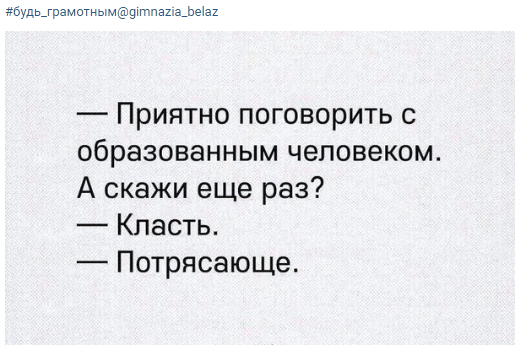 #будь_грамотным@gimnazia_belaz
— Приятно поговорить с
образованным человеком.
А скажи еще раз?
— Класть.
— Потрясающе.